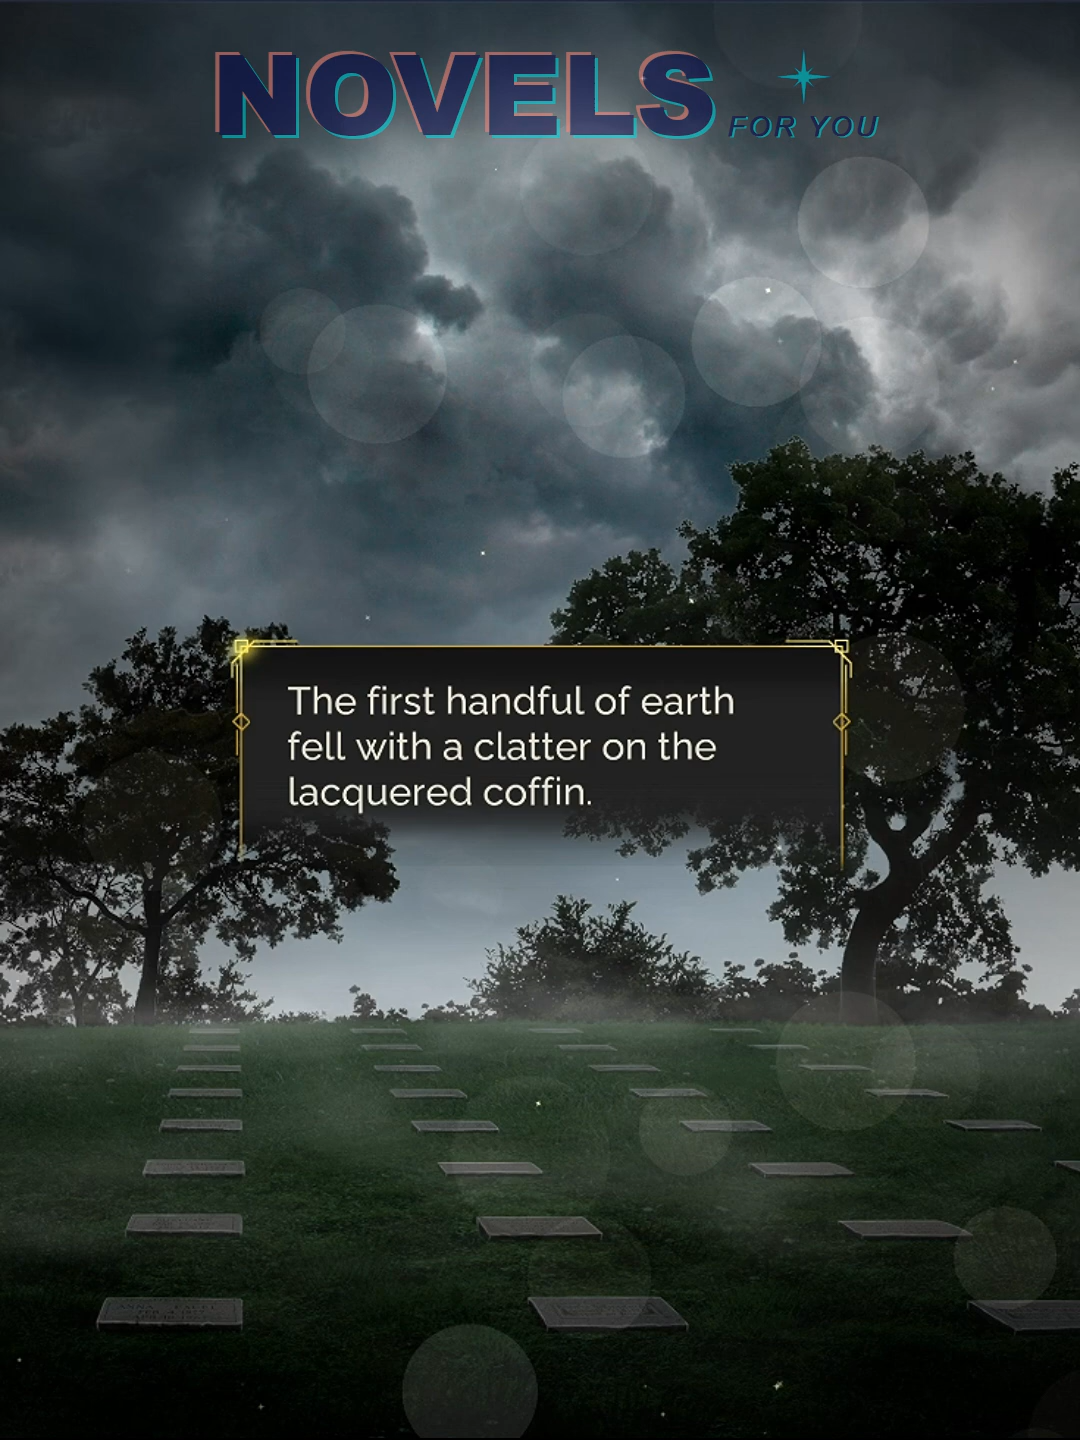 NOVELS
FOR YOU
The first handful of earth
fell with a clatter on the
lacquered coffin.